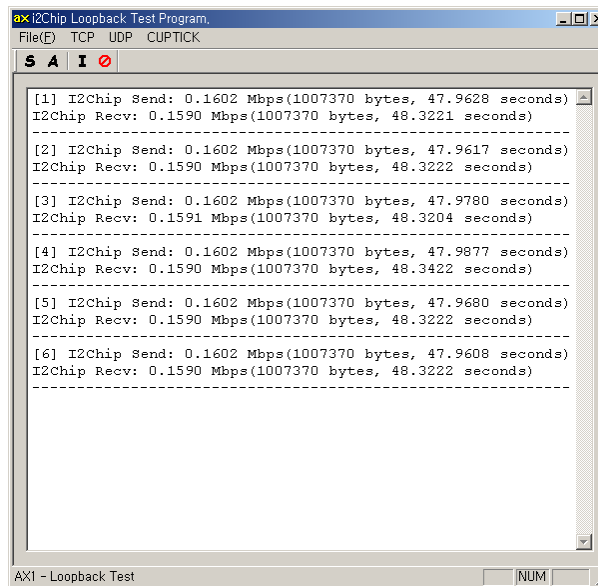 ax i2Chip Loopback Test Program,
File(F) TCP UDP CUPTICK
S A I
[1] I2Chip Send: 0.1602 Mbps(1007370 bytes, 47.9628 seconds)
I2Chip Recv: 0.1590 Mbps(1007370 bytes, 48.3221 seconds)
------------------------------------------------------------
[2] I2Chip Send: 0.1602 Mbps(1007370 bytes, 47.9617 seconds)
I2Chip Recv: 0.1590 Mbps(1007370 bytes, 48.3222 seconds)
------------------------------------------------------------
[3] I2Chip Send: 0.1602 Mbps(1007370 bytes, 47.9780 seconds)
I2Chip Recv: 0.1591 Mbps(1007370 bytes, 48.3204 seconds)
------------------------------------------------------------
[4] I2Chip Send: 0.1602 Mbps(1007370 bytes, 47.9877 seconds)
I2Chip Recv: 0.1590 Mbps(1007370 bytes, 48.3422 seconds)
------------------------------------------------------------
[5] I2Chip Send: 0.1602 Mbps(1007370 bytes, 47.9680 seconds)
I2Chip Recv: 0.1590 Mbps(1007370 bytes, 48.3222 seconds)
------------------------------------------------------------
[6] I2Chip Send: 0.1602 Mbps(1007370 bytes, 47.9608 seconds)
I2Chip Recv: 0.1590 Mbps(1007370 bytes, 48.3222 seconds)
------------------------------------------------------------
AX1 - Loopback Test NUM